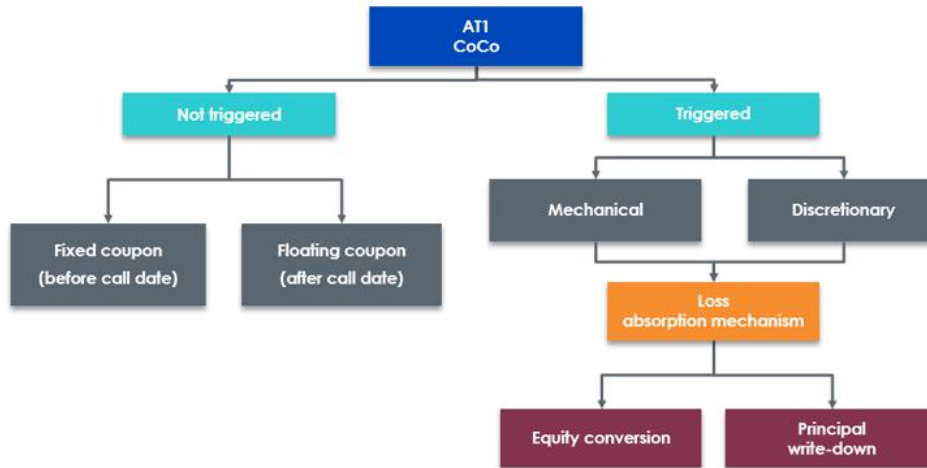 AT1
CoCo
Not triggered
Triggered
Mechanical
Discretionary
Fixed coupon
(before call date)
Floating coupon
(after call date)
Loss
absorption mechanism
Equity conversion
Principal
write-down